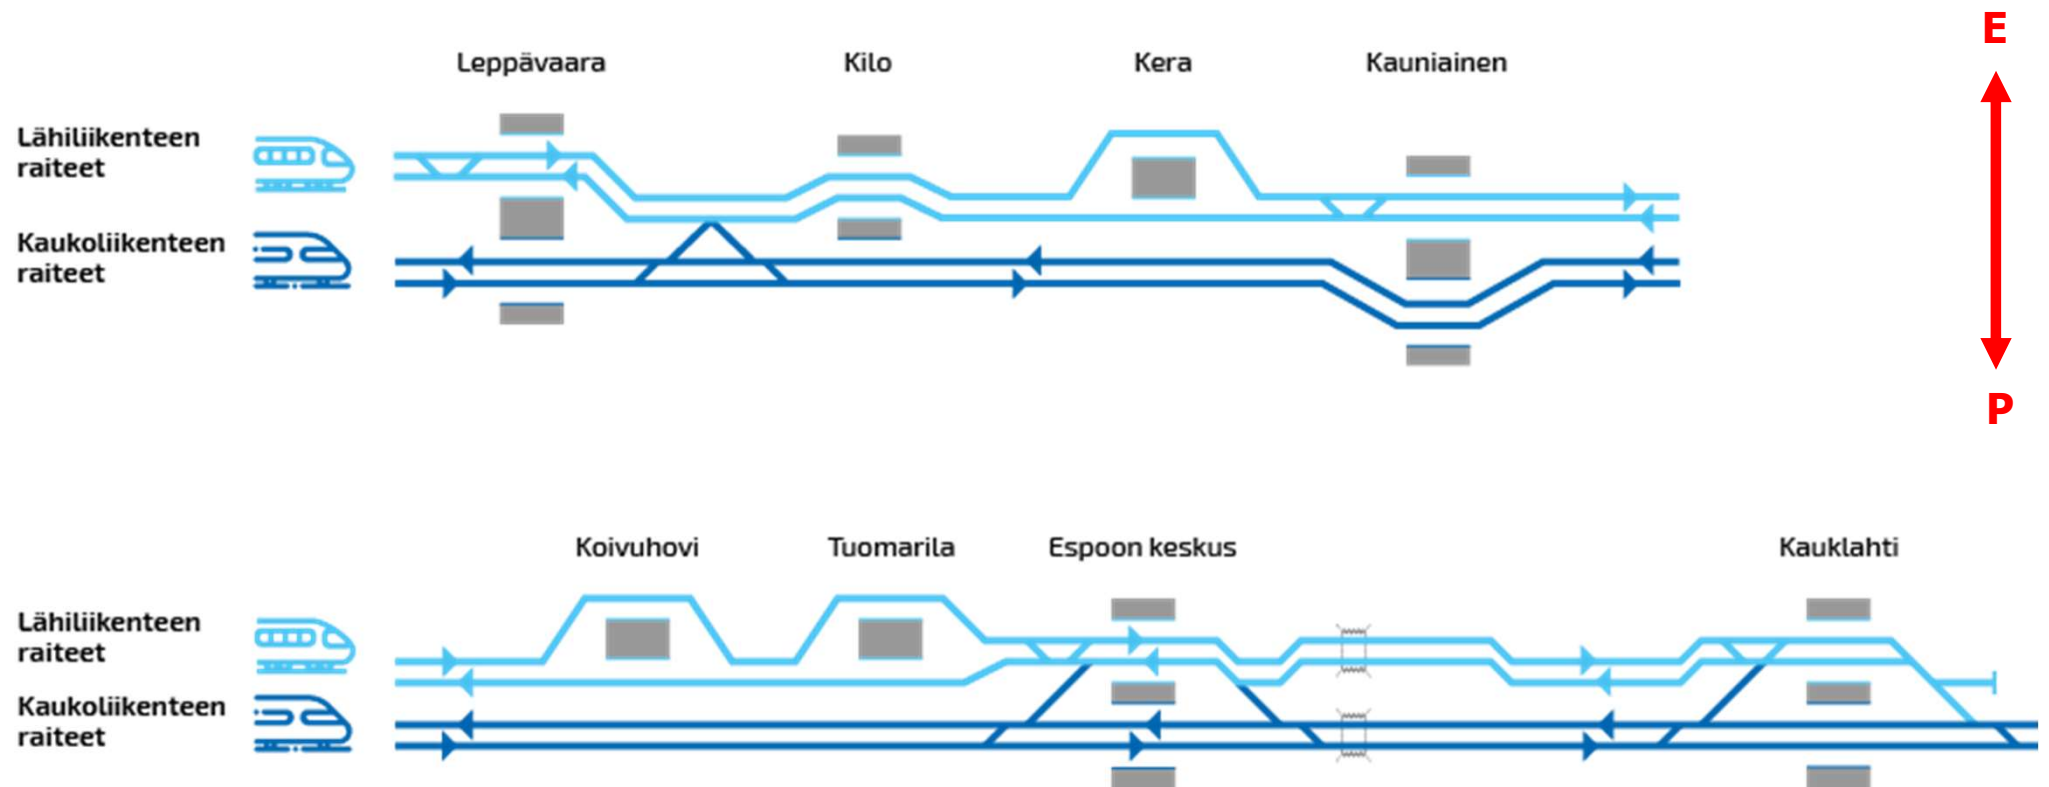 E
Leppävaara Kilo Kera Kauniainen
Lähiliikenteen
raiteet
Kaukoliikenteen
raiteet
P
Koivuhovi Tuomarila Espoon keskus Kauklahti
Lähiliikenteen
raiteet
Kaukoliikenteen
raiteet